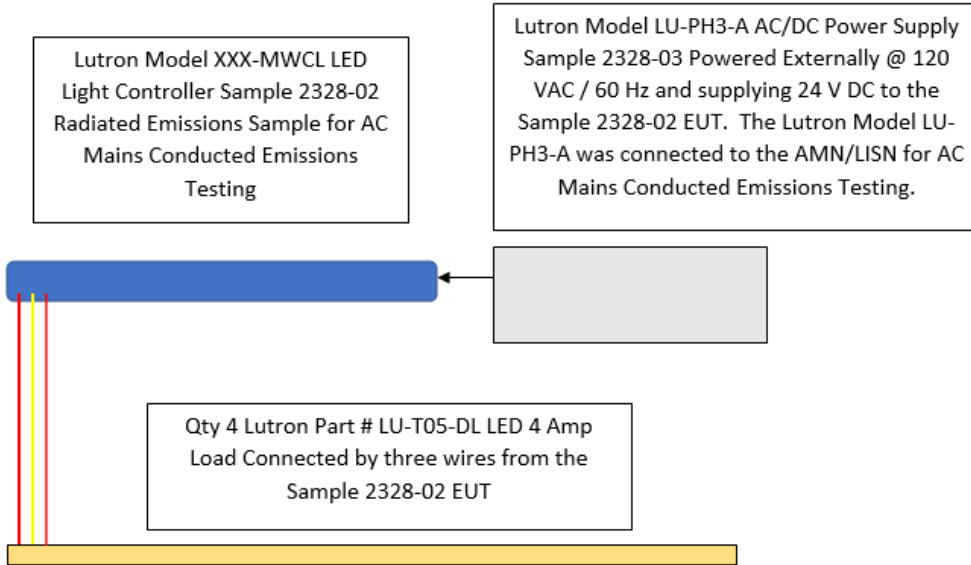 Lutron Model XXX-MWCL LED
Light Controller Sample 2328-02
Radiated Emissions Sample for AC
Mains Conducted Emissions
Testing
Lutron Model LU-PH3-A AC/DC Power Supply
Sample 2328-03 Powered Externally @ 120
VAC / 60 Hz and supplying 24 V DC to the
Sample 2328-02 EUT.  The Lutron Model LU-
PH3-A was connected to the AMN/LISN for AC
Mains Conducted Emissions Testing.
Qty 4 Lutron Part # LU-T05-DL LED 4 Amp
Load Connected by three wires from the
Sample 2328-02 EUT